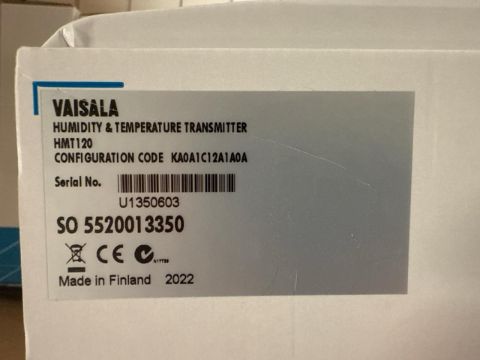 VAISALA
HUMIDITY & TEMPERATURE TRANSMITTER
HMT120
CONFIGURATION CODE KA0A1C12A1A0A
Serial No.
U1350603
SO 5520013350
CE
Made in Finland 2022